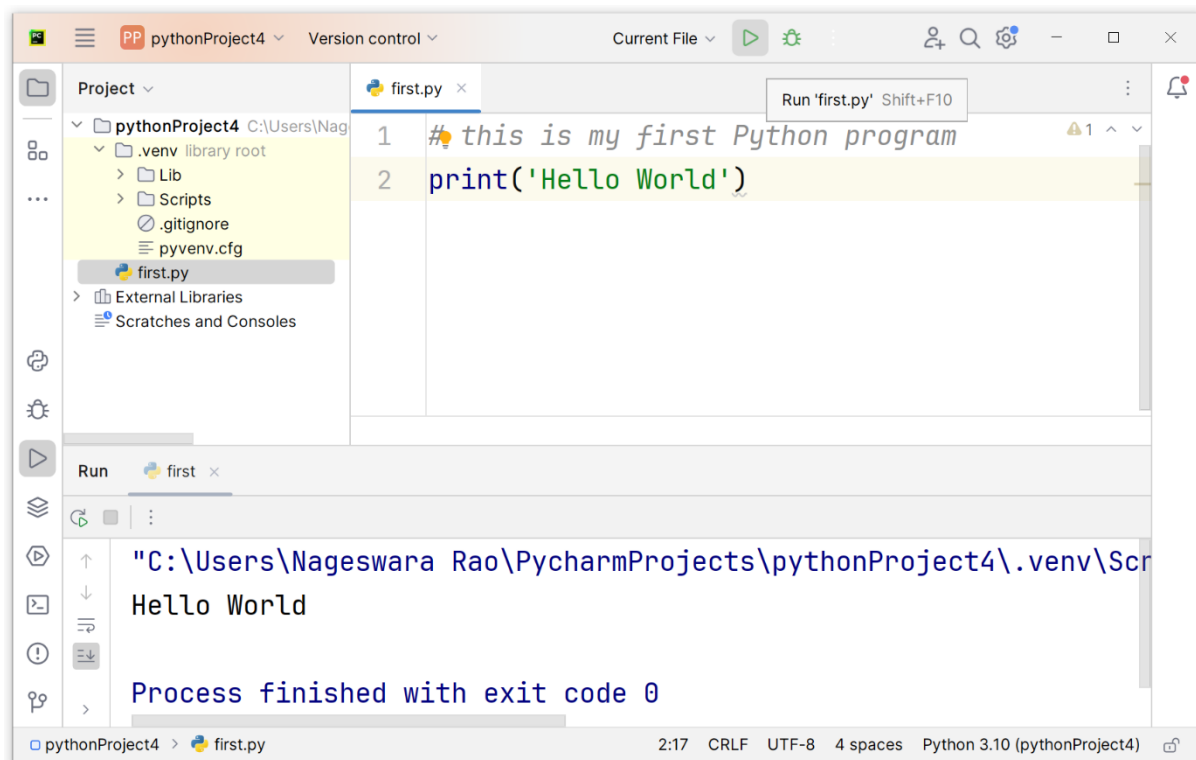 PC PP pythonProject4 Version control Current File
Project
first.py
Run 'first.py' Shift+F10
pythonProject4 C:\Users\Nag
.venv library root
Lib
Scripts
.gitignore
pyvenv.cfg
first.py
External Libraries
Scratches and Consoles
1 # this is my first Python program
1
2 print('Hello World')
Run first
"C:\Users\Nageswara Rao\PycharmProjects\pythonProject4\.venv\Scr
Hello World
Process finished with exit code 0
pythonProject4 > first.py 2:17 CRLF UTF-8 4 spaces Python 3.10 (pythonProject4)